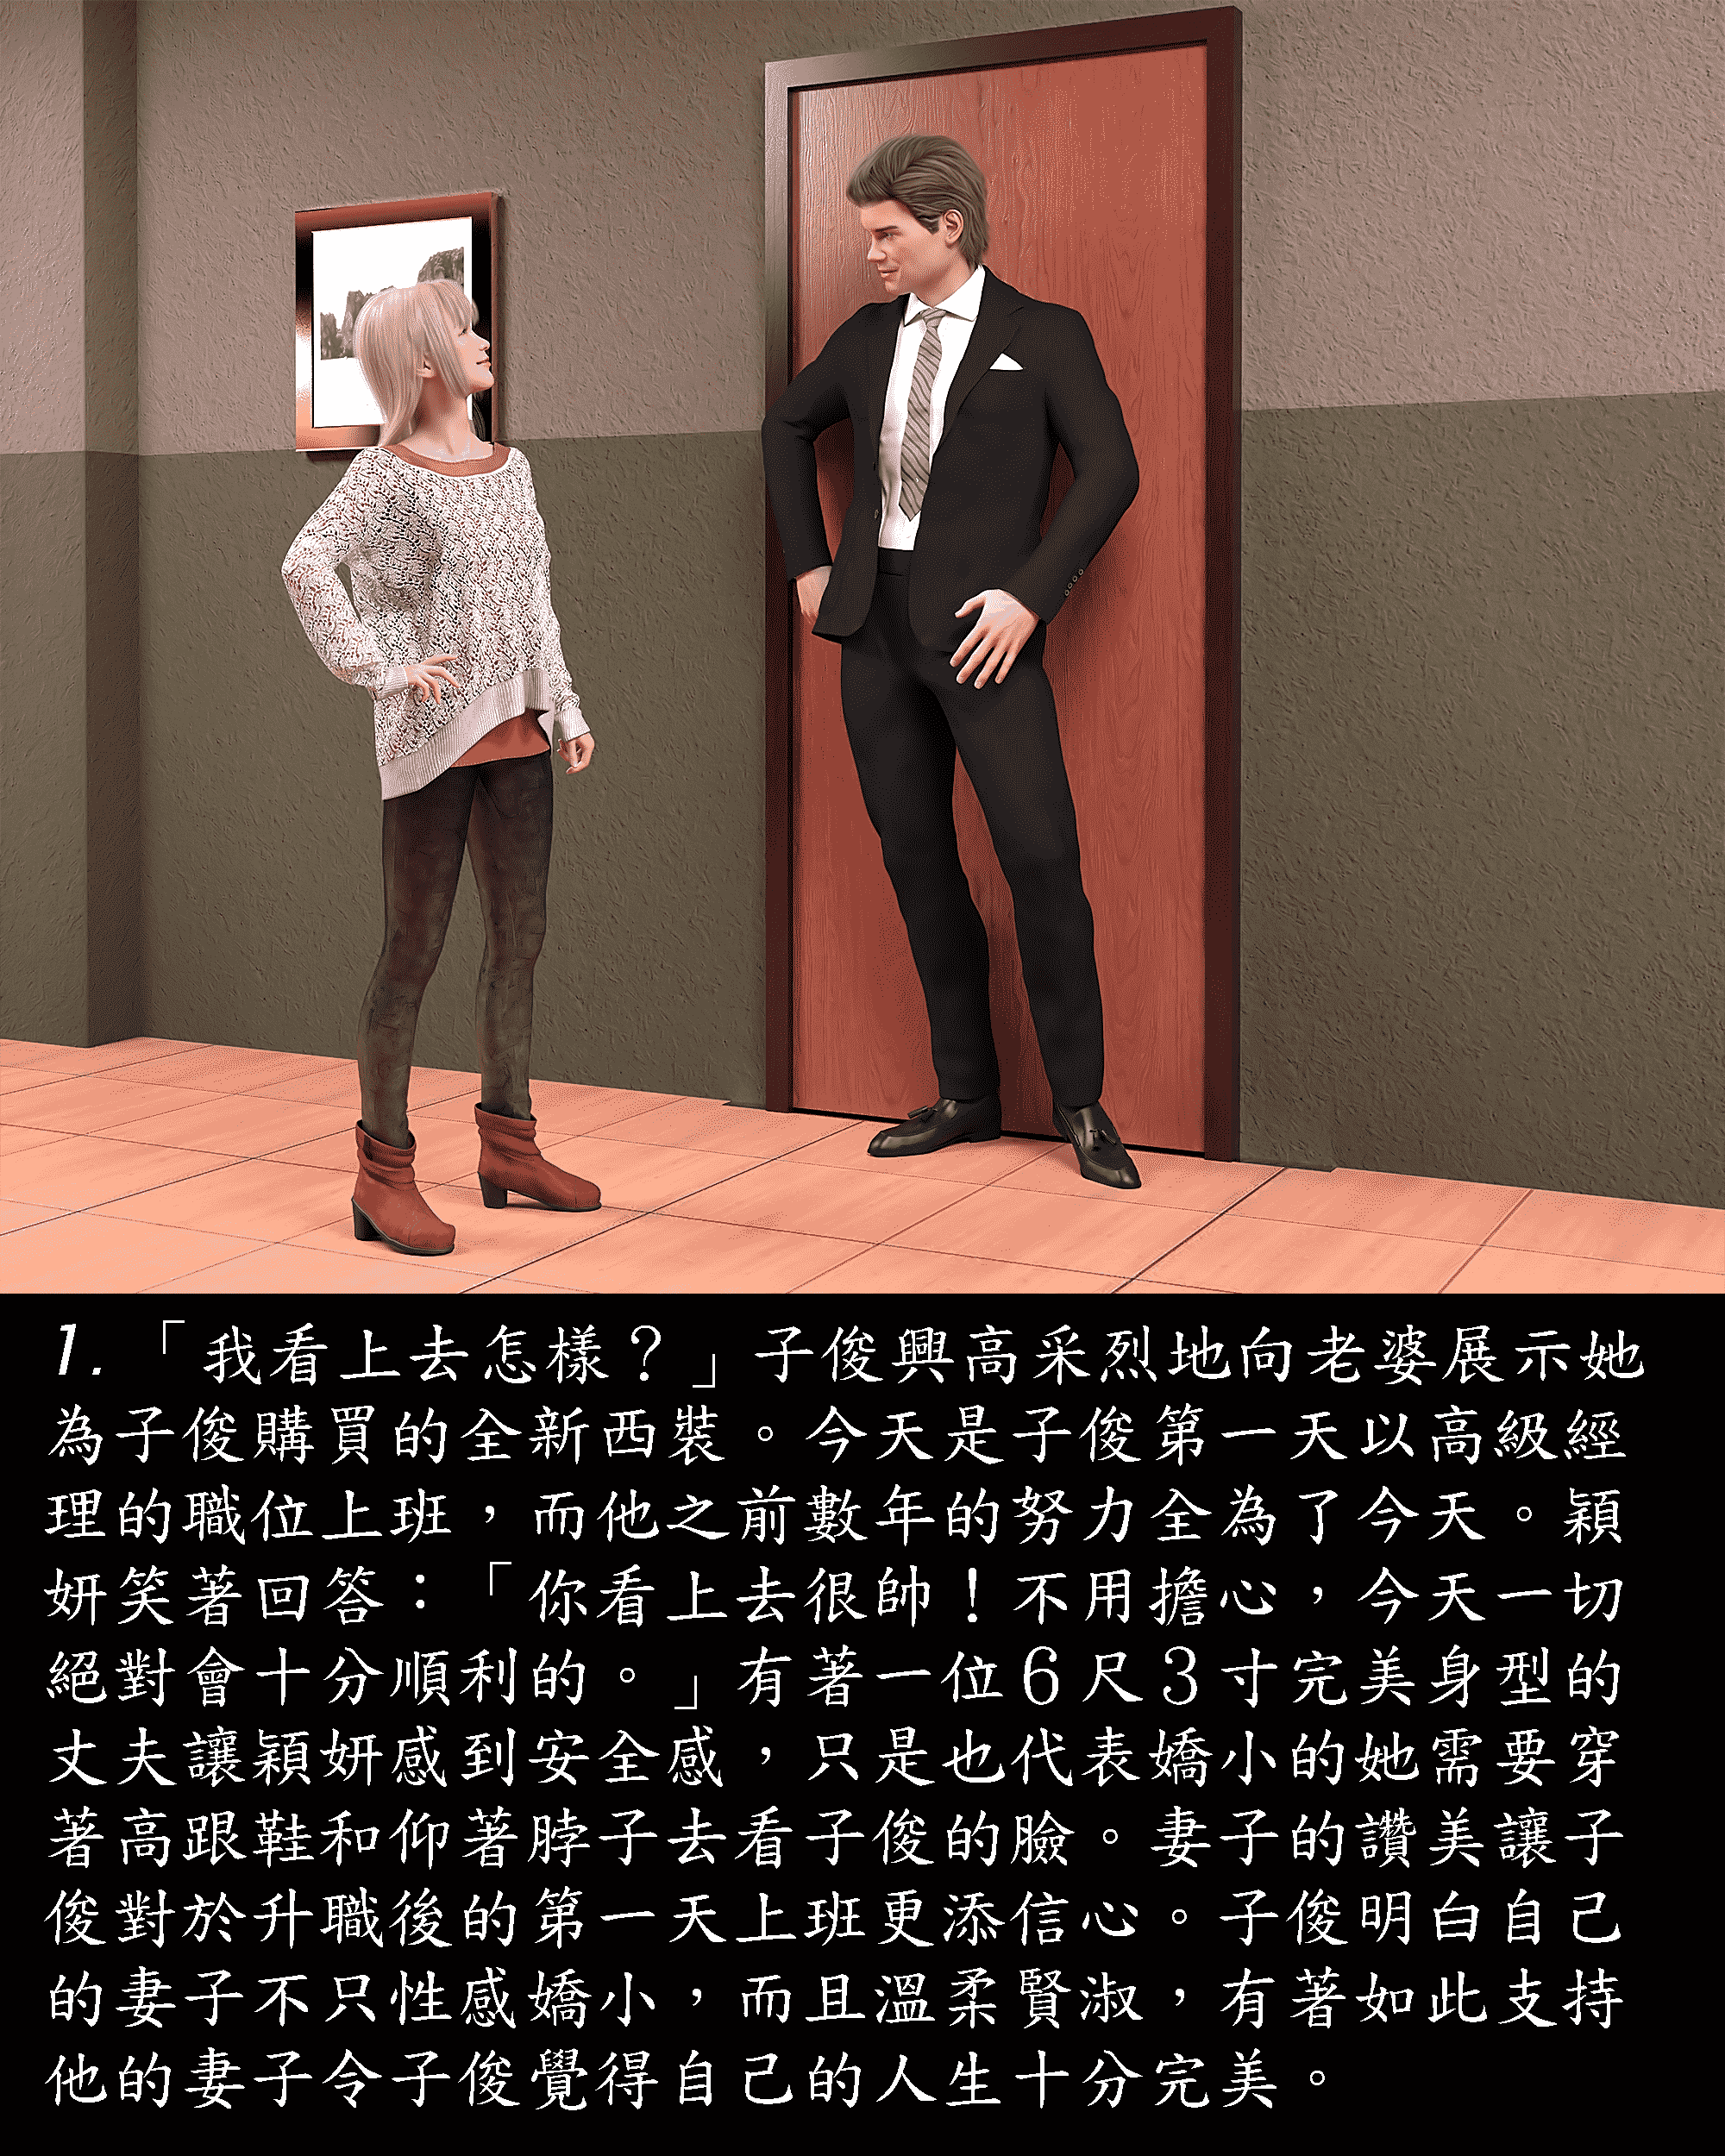 1.「我看上去怎樣？」子俊興高采烈地向老婆展示她
為子俊購買的全新西裝。今天是子俊第一天以高級經
理的職位上班，而他之前數年的努力全為了今天。穎
妍笑著回答：「你看上去很帥！不用擔心，今天一切
絕對會十分順利的。」有著一位6尺3寸完美身型的
丈夫讓穎妍感到安全感，只是也代表嬌小的她需要穿
著高跟鞋和仰著脖子去看子俊的臉。妻子的讚美讓子
俊對於升職後的第一天上班更添信心。子俊明白自己
的妻子不只性感嬌小，而且溫柔賢淑，有著如此支持
他的妻子令子俊覺得自己的人生十分完美。